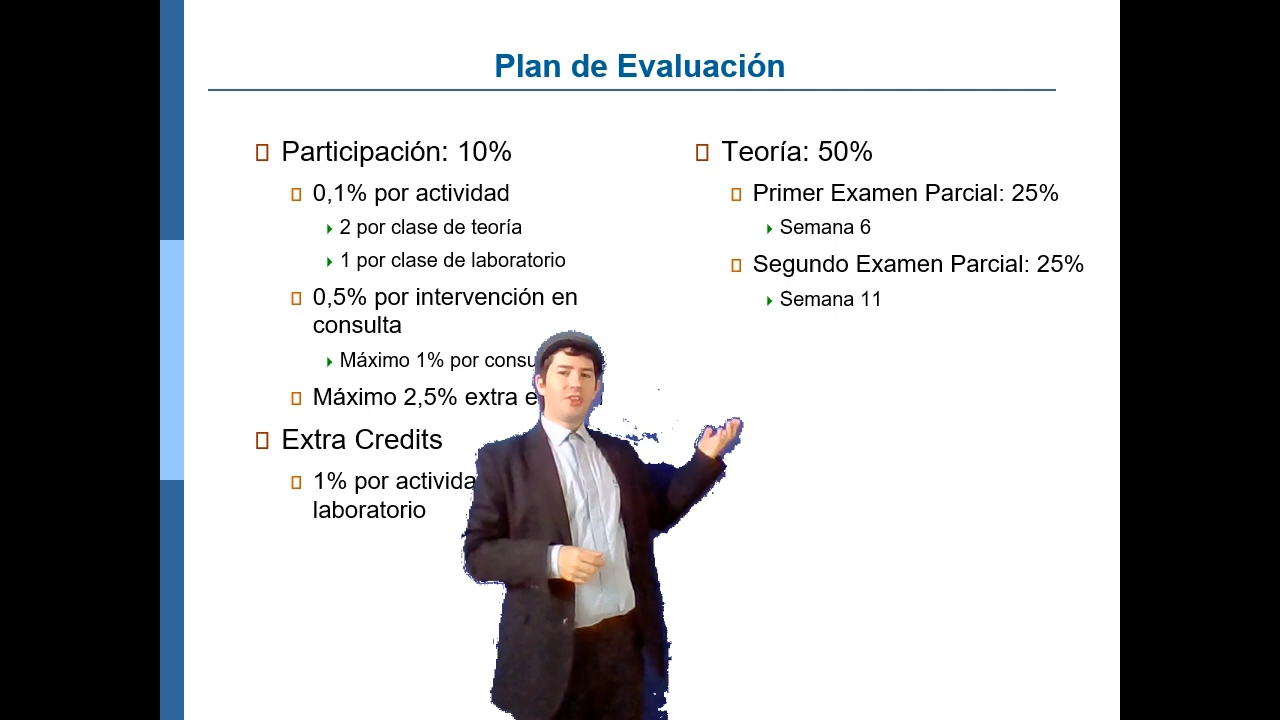 Plan de Evaluación
Participación: 10%
0,1% por actividad
2 por clase de teoría
1 por clase de laboratorio
0,5% por intervención en
consulta
Máximo 1% por
Máximo 2,5% extra
Extra Credits
1% por
laboratorio
Teoría: 50%
Primer Examen Parcial: 25%
Semana 6
Segundo Examen Parcial: 25%
Semana 11